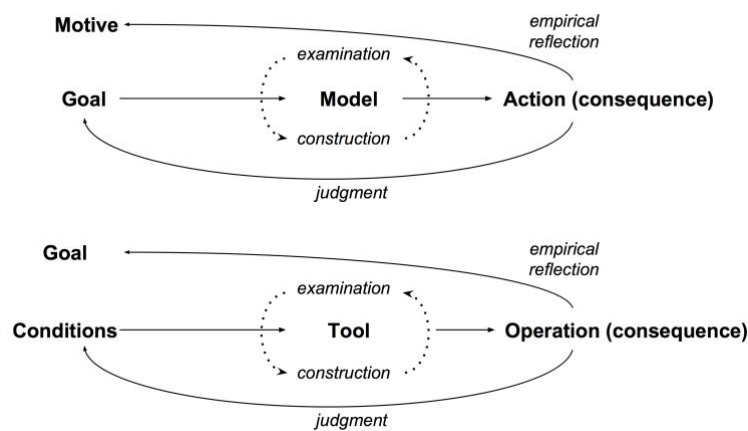 Motive
empirical
reflection
examination
Goal
Model
Action (consequence)
construction
judgment
Goal
empirical
reflection
examination
Conditions
Tool
Operation (consequence)
construction
judgment